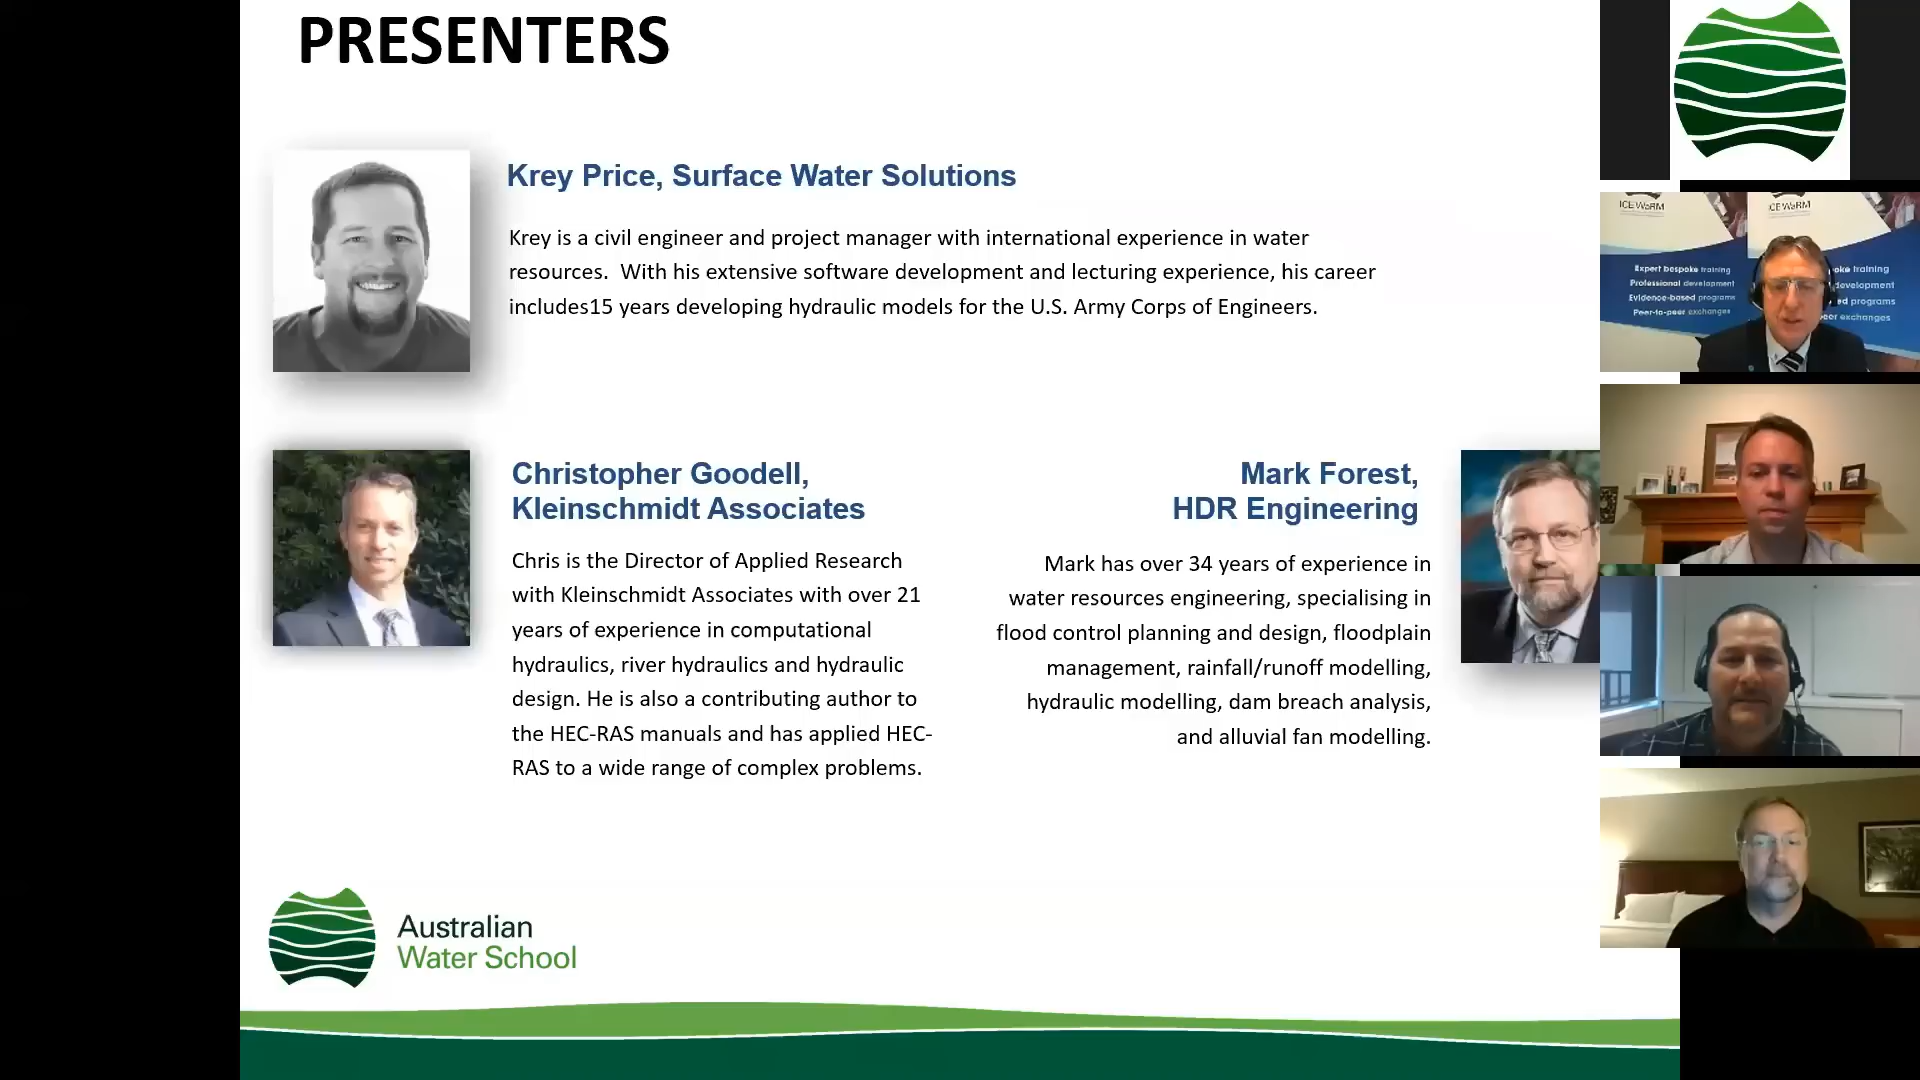 PRESENTERS
Krey Price, Surface Water Solutions
Krey is a civil engineer and project manager with international experience in water
resources.  With his extensive software development and lecturing experience, his career
includes15 years developing hydraulic models for the U.S. Army Corps of Engineers.
Christopher Goodell,
Kleinschmidt Associates
Chris is the Director of Applied Research
with Kleinschmidt Associates with over 21
years of experience in computational
hydraulics, river hydraulics and hydraulic
design. He is also a contributing author to
the HEC-RAS manuals and has applied HEC-
RAS to a wide range of complex problems.
Mark Forest,
HDR Engineering
Mark has over 34 years of experience in
water resources engineering, specialising in
flood control planning and design, floodplain
management, rainfall/runoff modelling,
hydraulic modelling, dam breach analysis,
and alluvial fan modelling.
Australian
Water School
ICE WaRM
ICE WaRM
Expert bespoke training
Professional development
Evidence-based programs
Peer-to-peer exchanges
training
development
programs
exchanges